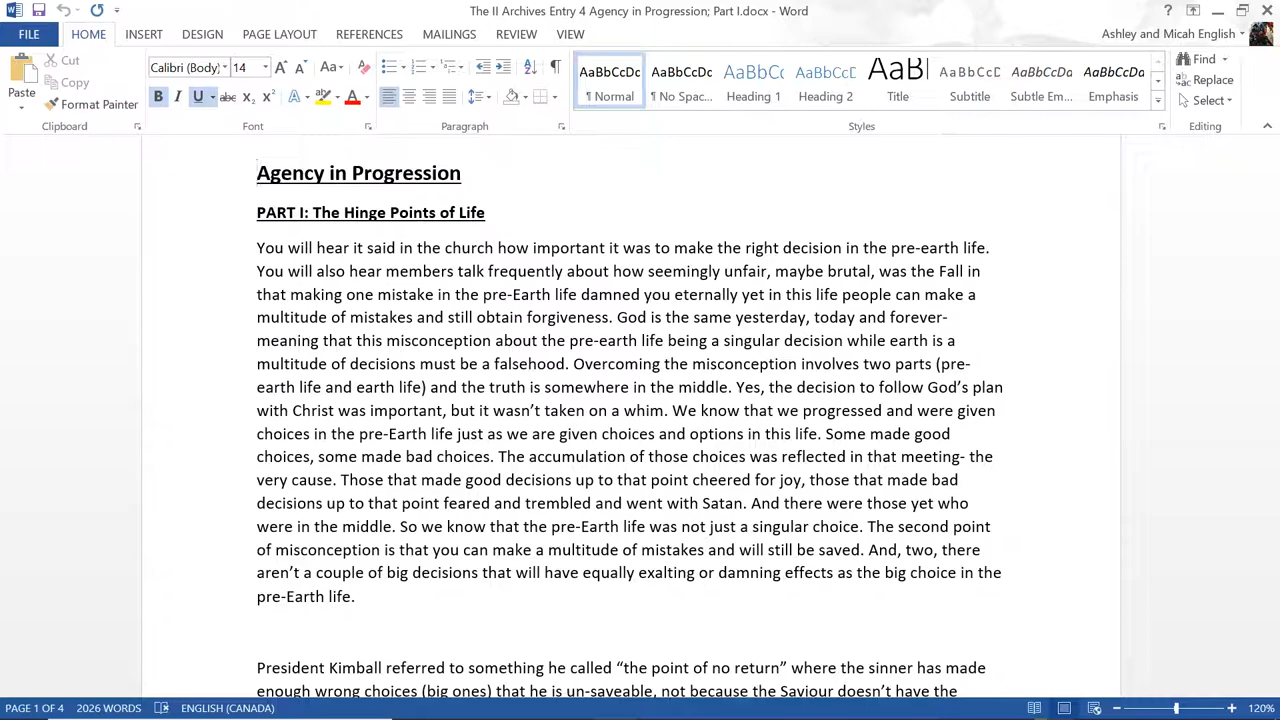 The II Archives Entry 4 Agency in Progression; Part I.docx - Word
FILE HOME INSERT DESIGN PAGE LAYOUT REFERENCES MAILINGS REVIEW VIEW Ashley and Micah English
Paste Cut Copy Format Painter
Calibri (Body) 14
AaBbCcDc AaBbCcDc AaBbCc AaBbCcC AaBl AaBbCcD AaBbCcDa AaBbCcDa
¶ Normal ¶ No Spac... Heading 1 Heading 2 Title Subtitle Subtle Em... Emphasis
Find Replace Select
Clipboard Font Paragraph Styles Editing
Agency in Progression
PART I: The Hinge Points of Life
You will hear it said in the church how important it was to make the right decision in the pre-earth life.
You will also hear members talk frequently about how seemingly unfair, maybe brutal, was the Fall in
that making one mistake in the pre-Earth life damned you eternally yet in this life people can make a
multitude of mistakes and still obtain forgiveness. God is the same yesterday, today and forever-
meaning that this misconception about the pre-earth life being a singular decision while earth is a
multitude of decisions must be a falsehood. Overcoming the misconception involves two parts (pre-
earth life and earth life) and the truth is somewhere in the middle. Yes, the decision to follow God’s plan
with Christ was important, but it wasn’t taken on a whim. We know that we progressed and were given
choices in the pre-Earth life just as we are given choices and options in this life. Some made good
choices, some made bad choices. The accumulation of those choices was reflected in that meeting- the
very cause. Those that made good decisions up to that point cheered for joy, those that made bad
decisions up to that point feared and trembled and went with Satan. And there were those yet who
were in the middle. So we know that the pre-Earth life was not just a singular choice. The second point
of misconception is that you can make a multitude of mistakes and will still be saved. And, two, there
aren’t a couple of big decisions that will have equally exalting or damning effects as the big choice in the
pre-Earth life.
President Kimball referred to something he called “the point of no return” where the sinner has made
enough wrong choices (big ones) that he is un-saveable, not because the Saviour doesn’t have the
PAGE 1 OF 4 2026 WORDS ENGLISH (CANADA) 120%